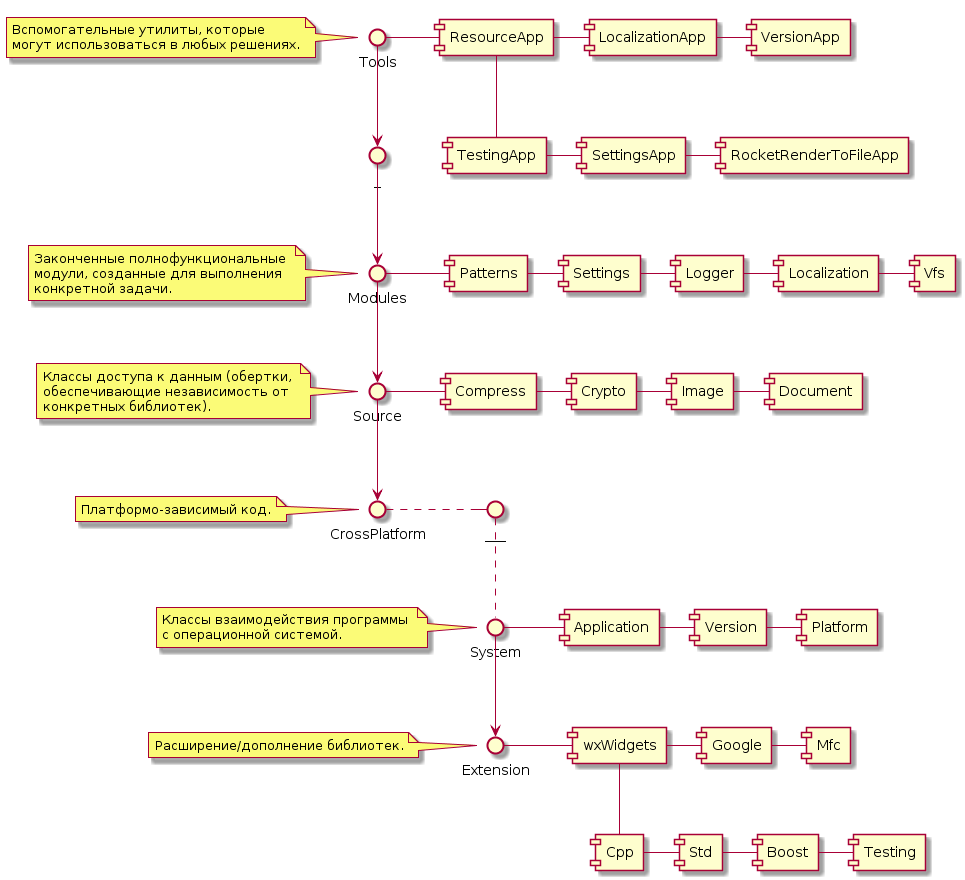 Вспомогательные утилиты, которые
могут использоваться в любых решениях.
Tools
ResourceApp
LocalizationApp
VersionApp
TestingApp
SettingsApp
RocketRenderToFileApp
Законченные полнофункциональные
модули, созданные для выполнения
конкретной задачи.
Modules
Patterns
Settings
Logger
Localization
Vfs
Классы доступа к данным (обертки,
обеспечивающие независимость от
конкретных библиотек).
Source
Compress
Crypto
Image
Document
Платформо-зависимый код.
CrossPlatform
Классы взаимодействия программы
с операционной системой.
System
Application
Version
Platform
Расширение/дополнение библиотек.
Extension
wxWidgets
Google
Mfc
Cpp
Std
Boost
Testing